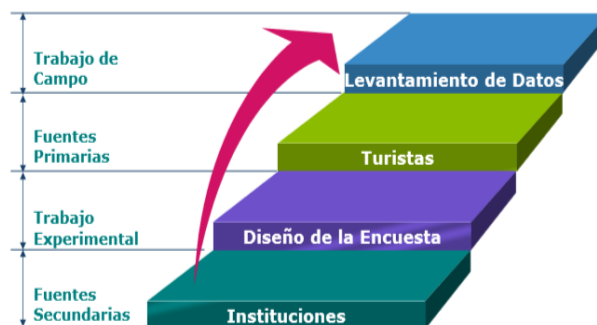 Trabajo de
Campo
Levantamiento de Datos
Fuentes
Primarias
Turistas
Trabajo
Experimental
Diseño de la Encuesta
Fuentes
Secundarias
Instituciones